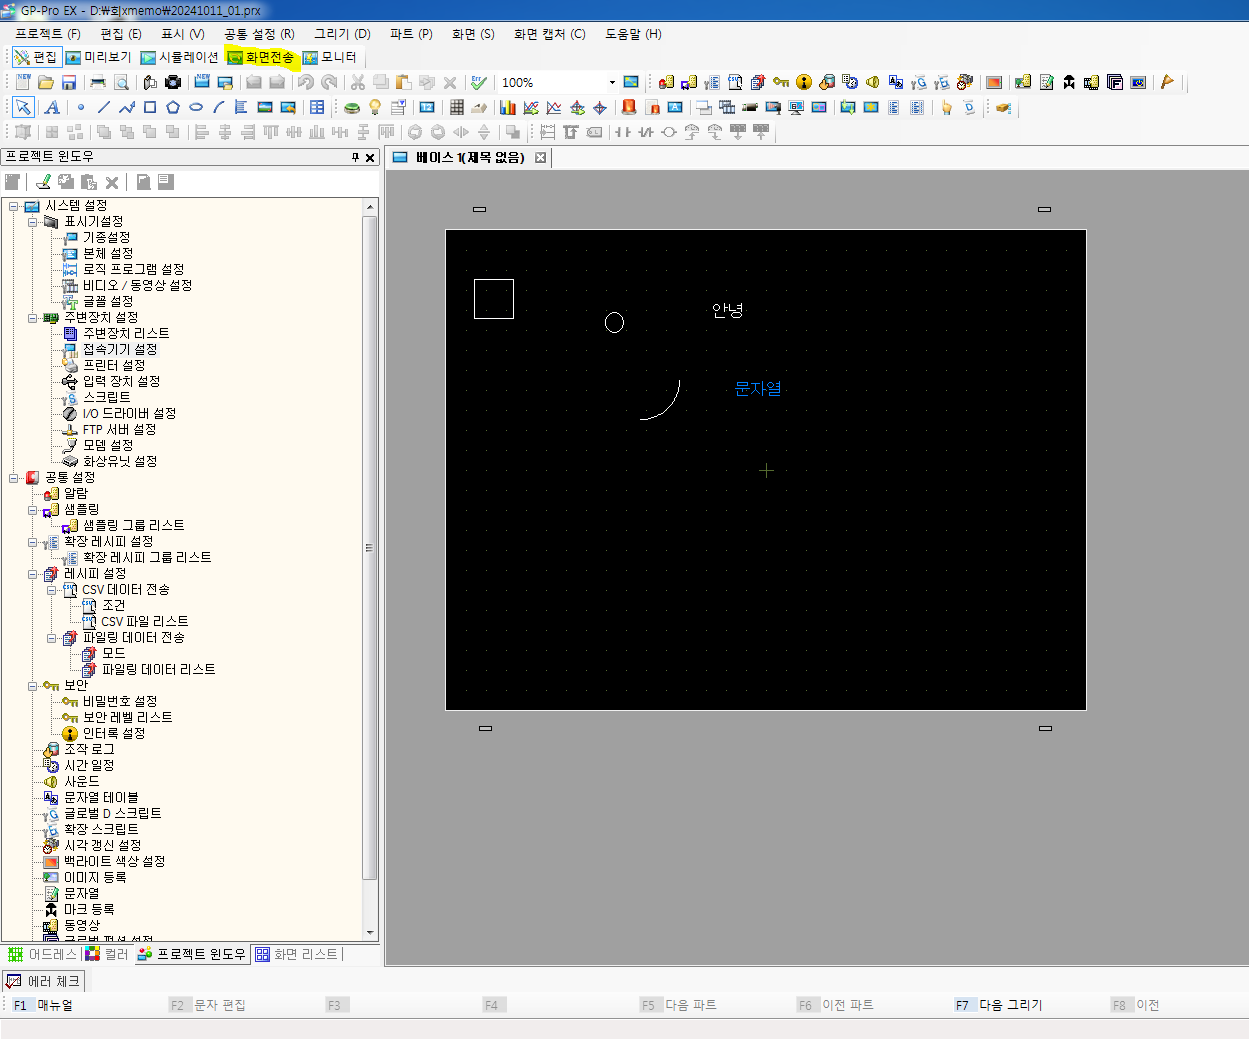 GP-Pro EX - D:₩회xmemo₩20241011_01.prx
프로젝트 (F) 편집 (E) 표시 (V) 공통 설정 (R) 그리기 (D) 파트 (P) 화면 (S) 화면 캡처 (C) 도움말 (H)
편집 미리보기 시뮬레이션 화면전송 모니터
100%
프로젝트 윈도우
베이스 1(제목 없음)
시스템 설정
표시기설정
기종설정
본체 설정
로직 프로그램 설정
비디오 / 동영상 설정
글꼴 설정
주변장치 설정
주변장치 리스트
접속기기 설정
프린터 설정
입력 장치 설정
스크립트
I/O 드라이버 설정
FTP 서버 설정
모뎀 설정
화상유닛 설정
공통 설정
알람
샘플링
샘플링 그룹 리스트
확장 레시피 설정
확장 레시피 그룹 리스트
레시피 설정
CSV 데이터 전송
조건
CSV 파일 리스트
파일링 데이터 전송
모드
파일링 데이터 리스트
보안
비밀번호 설정
보안 레벨 리스트
인터록 설정
조작 로그
시간 일정
사운드
문자열 테이블
글로벌 D 스크립트
확장 스크립트
시각 갱신 설정
백라이트 색상 설정
이미지 등록
문자열
마크 등록
동영상
안녕
문자열
어드레스 컬러 프로젝트 윈도우 화면 리스트
에러 체크
F1 매뉴얼 F2 문자 편집 F3 F4 F5 다음 파트 F6 이전 파트 F7 다음 그리기 F8 이전